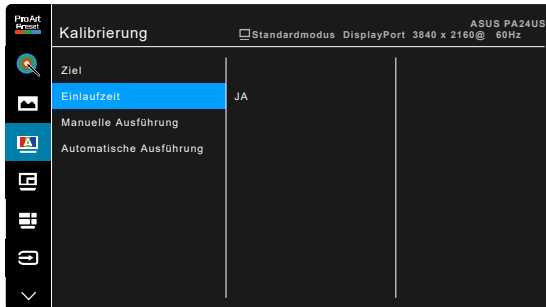 ProArt
Preset
Kalibrierung
ASUS PA24US
Standardmodus DisplayPort 3840 x 2160@ 60Hz
Ziel
Einlaufzeit JA
Manuelle Ausführung
Automatische Ausführung
A